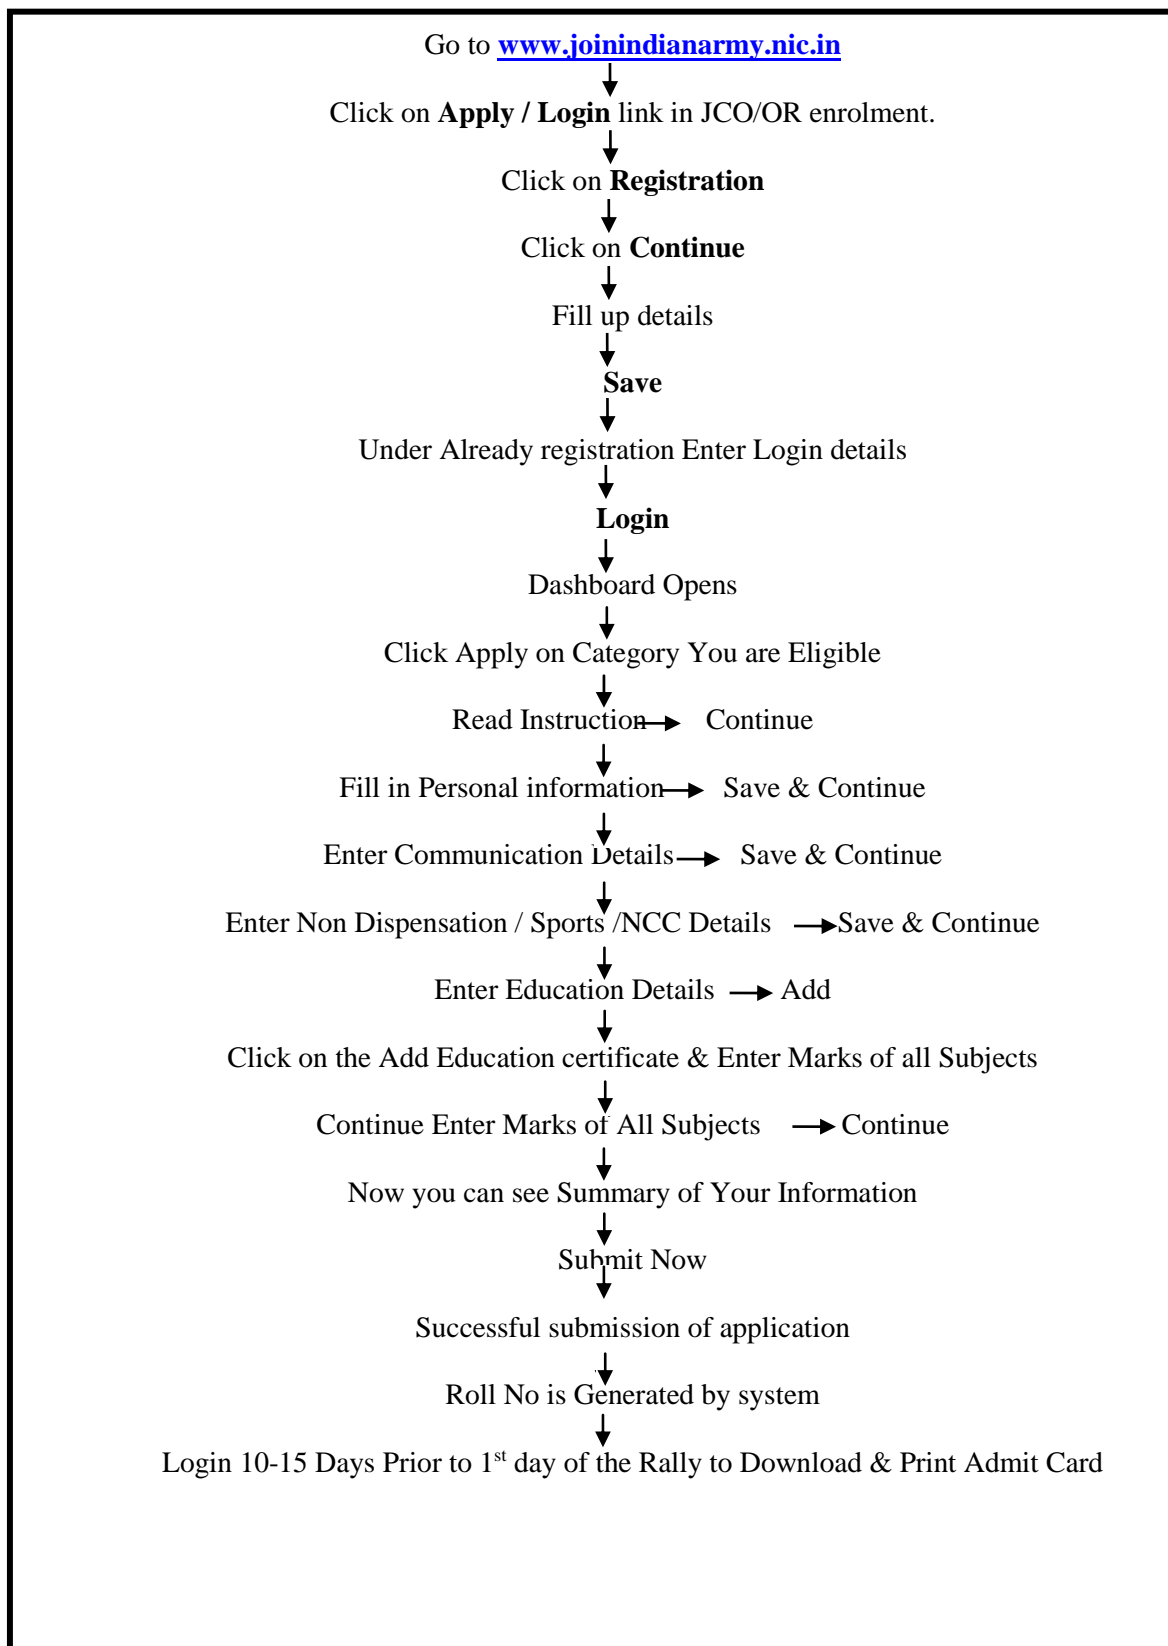 Go to www.joinindianarmy.nic.in
Click on Apply / Login link in JCO/OR enrolment.
Click on Registration
Click on Continue
Fill up details
Save
Under Already registration Enter Login details
Login
Dashboard Opens
Click Apply on Category You are Eligible
Read Instruction Continue
Fill in Personal information Save & Continue
Enter Communication Details Save & Continue
Enter Non Dispensation / Sports /NCC Details Save & Continue
Enter Education Details Add
Click on the Add Education certificate & Enter Marks of all Subjects
Continue Enter Marks of All Subjects Continue
Now you can see Summary of Your Information
Submit Now
Successful submission of application
Roll No is Generated by system
Login 10-15 Days Prior to 1st day of the Rally to Download & Print Admit Card